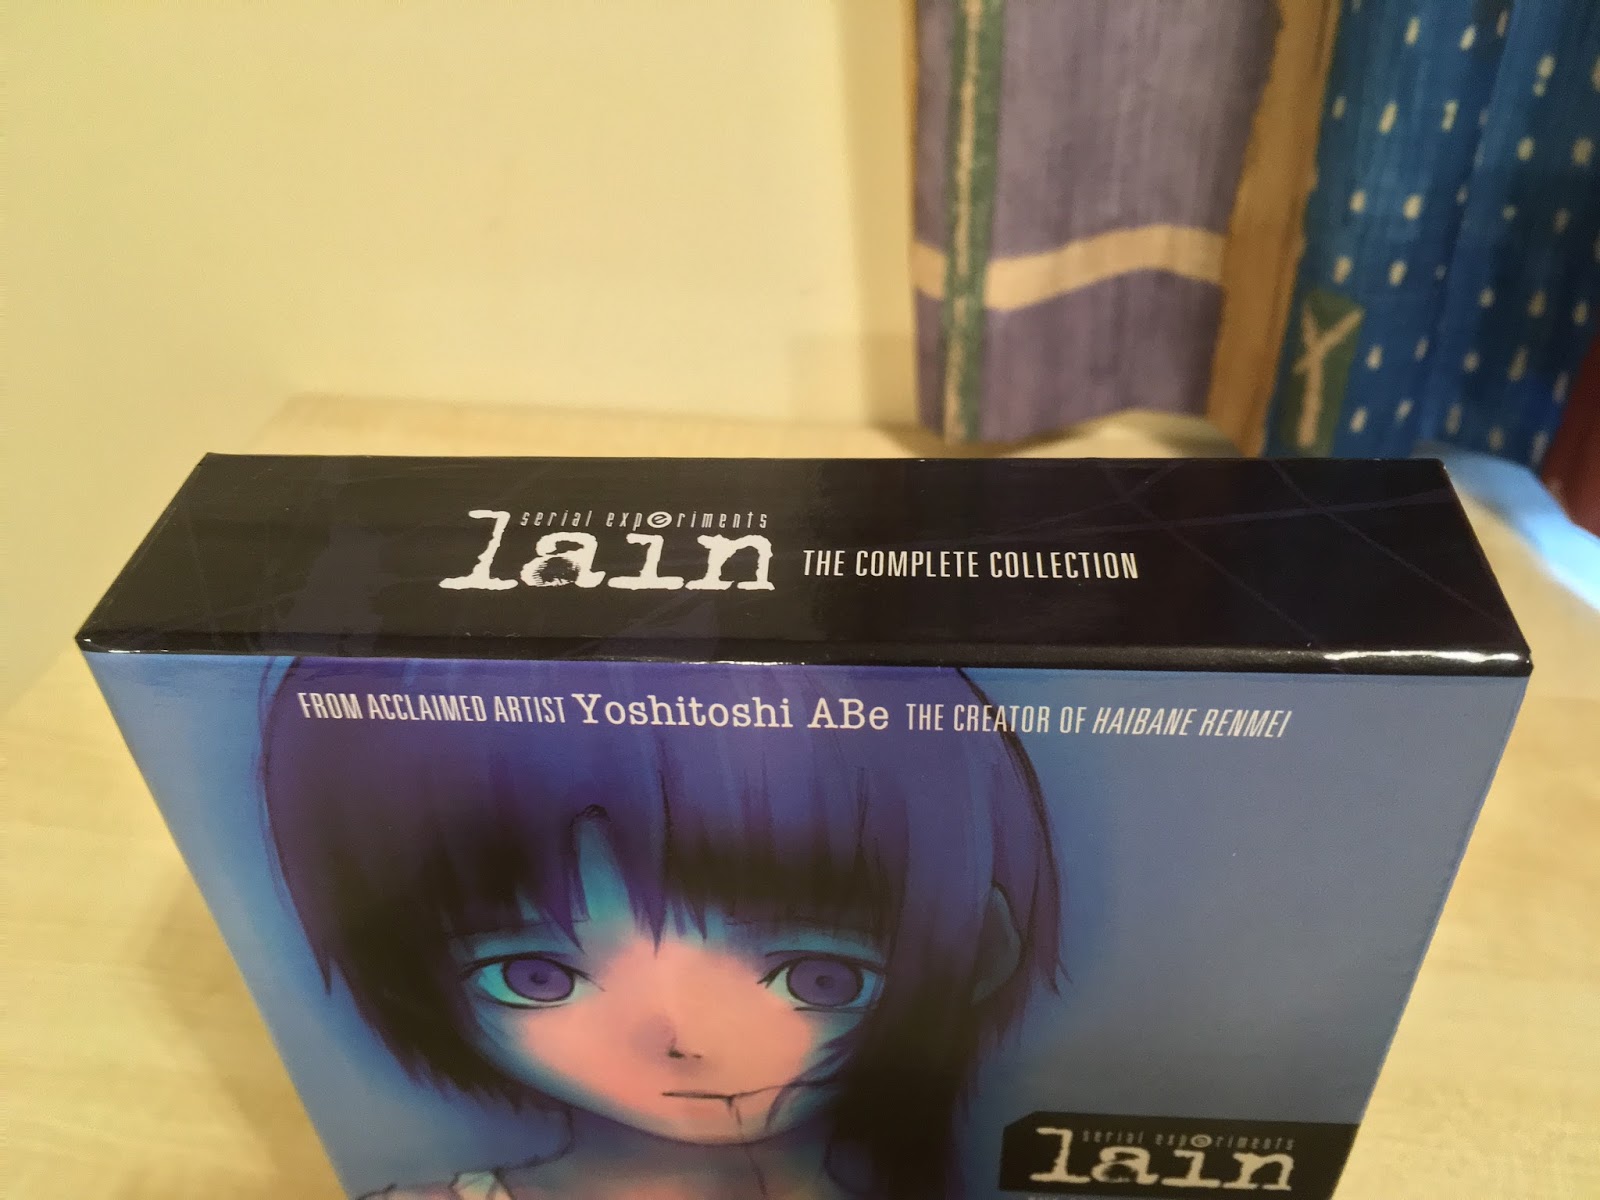 serial experiments
lain THE COMPLETE COLLECTION
FROM ACCLAIMED ARTIST Yoshitoshi ABe THE CREATOR OF HAIBANE RENMEI
serial experiments
lain